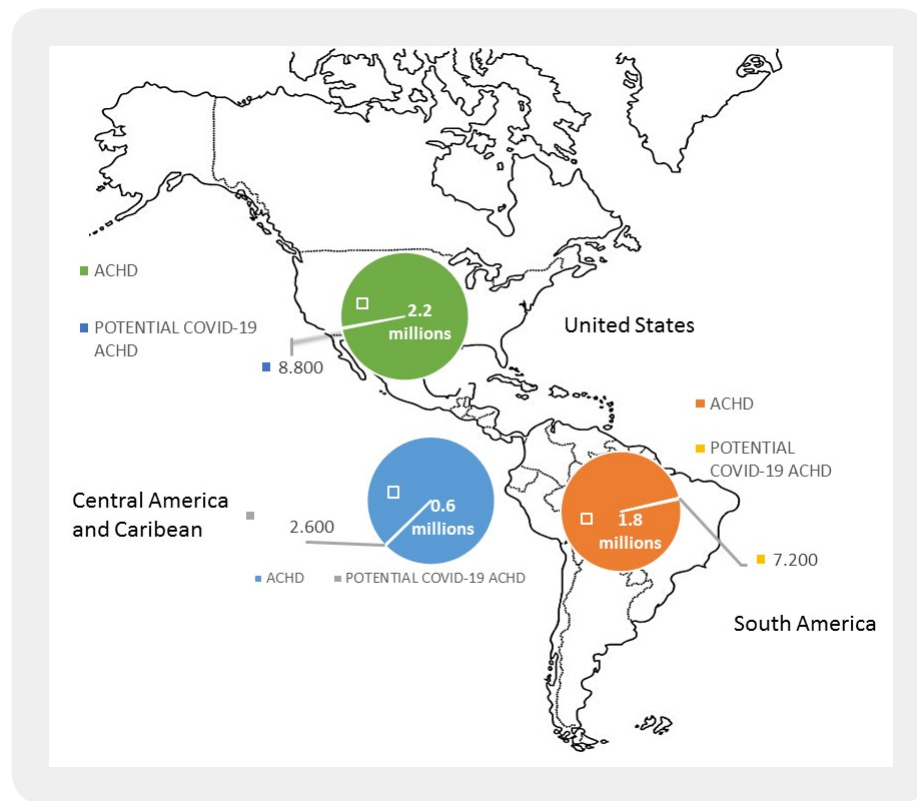 ACHD
POTENTIAL COVID-19
ACHD
2.2
millions
8.800
United States
ACHD
POTENTIAL
COVID-19 ACHD
Central America
and Caribean
2.600
0.6
millions
ACHD POTENTIAL COVID-19 ACHD
1.8
millions
7.200
South America